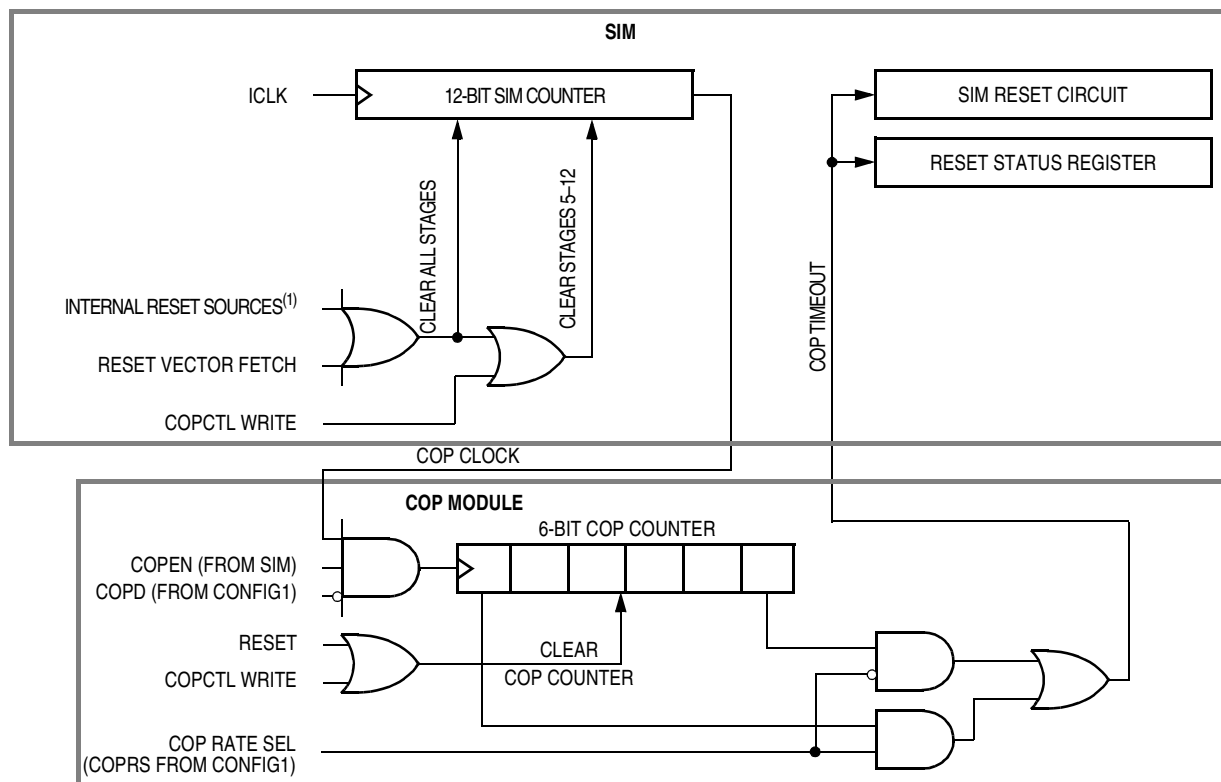 SIM
ICLK
12-BIT SIM COUNTER
SIM RESET CIRCUIT
RESET STATUS REGISTER
CLEAR ALL STAGES
CLEAR STAGES 5–12
COP TIMEOUT
INTERNAL RESET SOURCES(1)
RESET VECTOR FETCH
COPCTL WRITE
COP CLOCK
COP MODULE
6-BIT COP COUNTER
COPEN (FROM SIM)
COPD (FROM CONFIG1)
RESET
COPCTL WRITE
CLEAR
COP COUNTER
COP RATE SEL
(COPRS FROM CONFIG1)